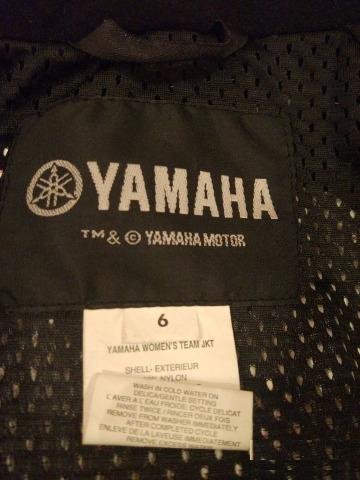 YAMAHA
TM & © YAMAHA MOTOR
6
YAMAHA WOMEN'S TEAM JKT
SHELL- EXTERIEUR
NYLON
WASH IN COLD WATER ON
DELICA/GENTLE SETTING
L'AVER A L'EAU FROIDE; CYCLE DELICAT
RINSE TWICE / RINCER DEUX FOIS
REMOVE FROM WASHER IMMEDIATELY
AFTER COMPLETED CYCLE
ENLEVE DE LA LAVEUSE IMMEDIATEMENT